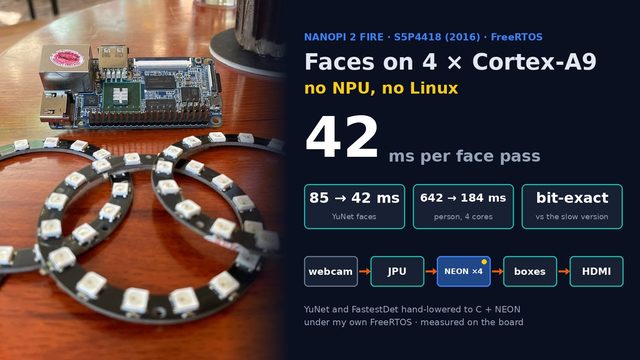 NANOPI 2 FIRE · S5P4418 (2016) · FreeRTOS
Faces on 4 × Cortex-A9
no NPU, no Linux
42 ms per face pass
85 → 42 ms
YuNet faces
642 → 184 ms
person, 4 cores
bit-exact
vs the slow version
webcam
JPU
NEON ×4
boxes
HDMI
YuNet and FastestDet hand-lowered to C + NEON
under my own FreeRTOS · measured on the board